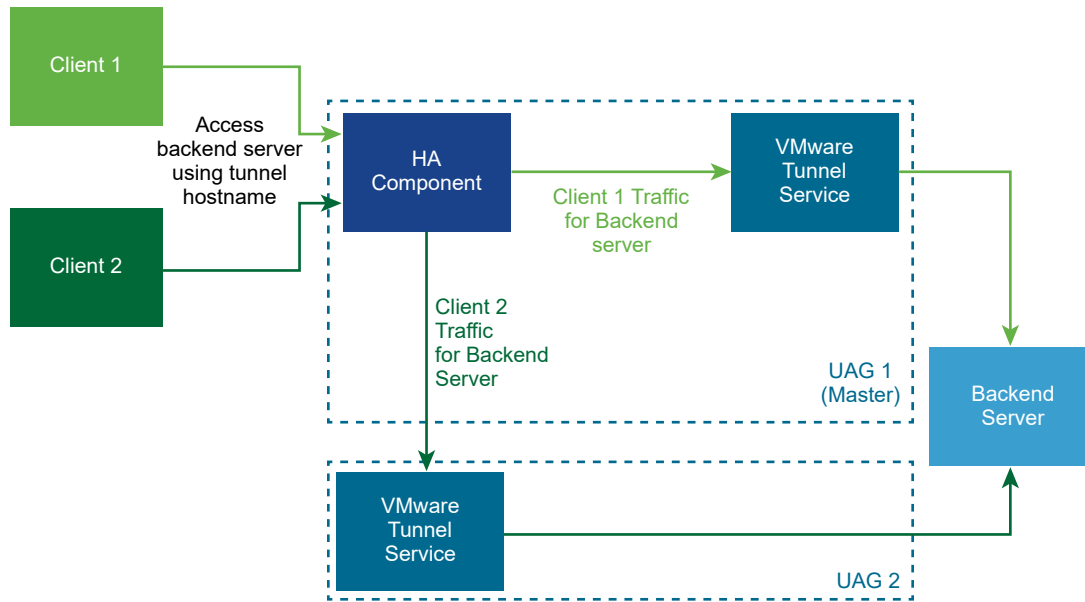 Client 1
Access
backend server
using tunnel
hostname
Client 2
HA
Component
VMware
Tunnel
Service
Client 1 Traffic
for Backend
server
Client 2
Traffic
for Backend
Server
UAG 1
(Master)
Backend
Server
VMware
Tunnel
Service
UAG 2